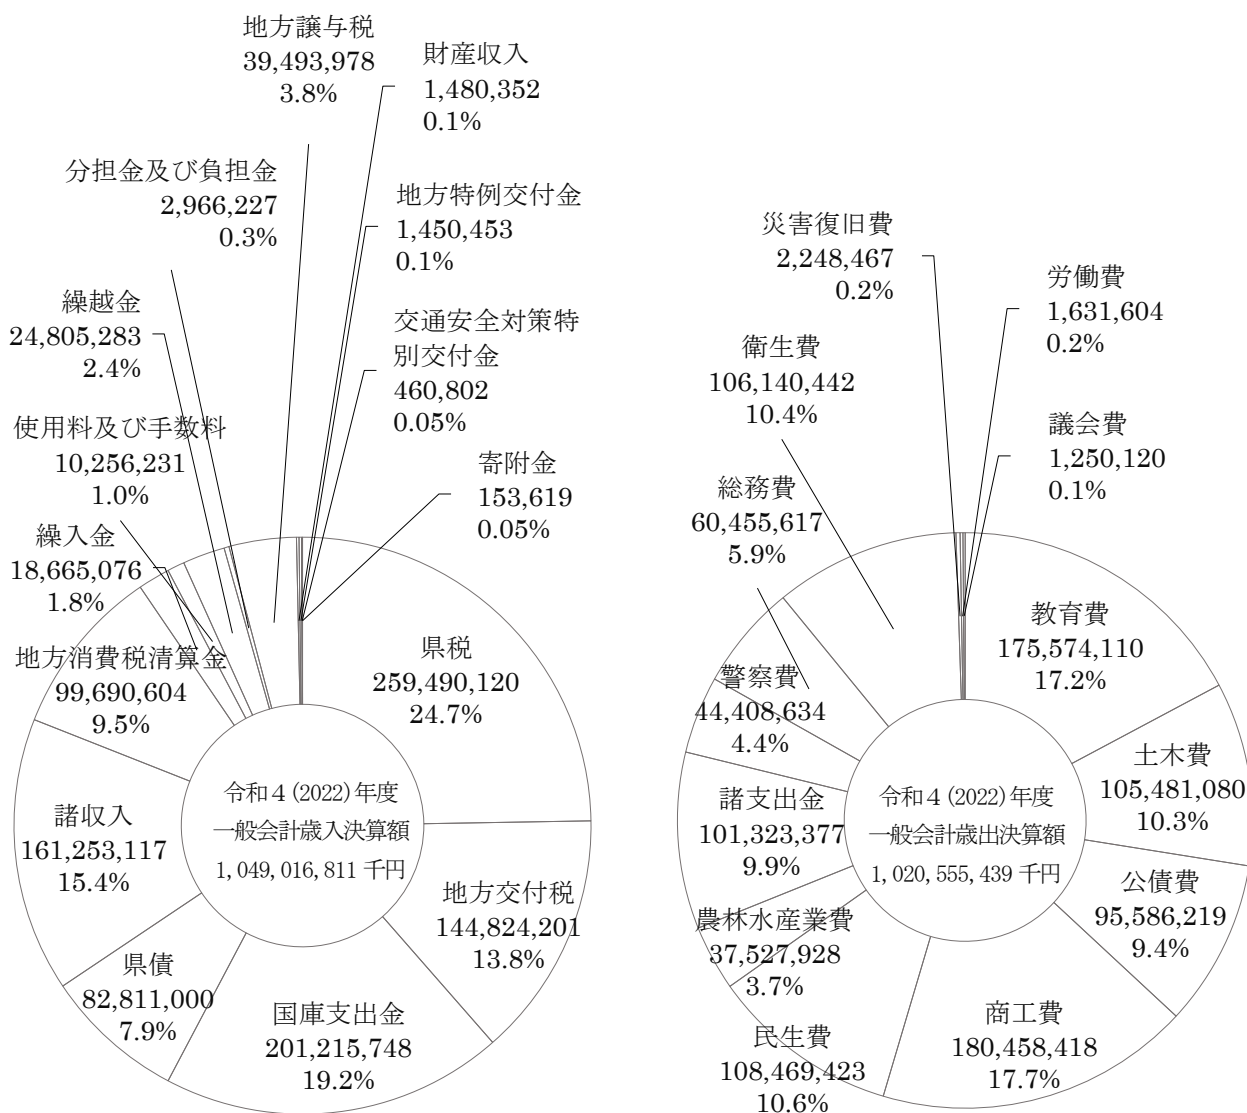 地方譲与税
39,493,978
3.8%
財産収入
1,480,352
0.1%
分担金及び負担金
2,966,227
0.3%
地方特例交付金
1,450,453
0.1%
繰越金
24,805,283
2.4%
交通安全対策特
別交付金
460,802
0.05%
使用料及び手数料
10,256,231
1.0%
寄附金
153,619
0.05%
繰入金
18,665,076
1.8%
地方消費税清算金
99,690,604
9.5%
県税
259,490,120
24.7%
諸収入
161,253,117
15.4%
令和4(2022)年度
一般会計歳入決算額
1,049,016,811千円
地方交付税
144,824,201
13.8%
県債
82,811,000
7.9%
国庫支出金
201,215,748
19.2%
災害復旧費
2,248,467
0.2%
労働費
1,631,604
0.2%
衛生費
106,140,442
10.4%
議会費
1,250,120
0.1%
総務費
60,455,617
5.9%
教育費
175,574,110
17.2%
警察費
44,408,634
4.4%
土木費
105,481,080
10.3%
諸支出金
101,323,377
9.9%
令和4(2022)年度
一般会計歳出決算額
1,020,555,439千円
公債費
95,586,219
9.4%
農林水産業費
37,527,928
3.7%
商工費
180,458,418
17.7%
民生費
108,469,423
10.6%